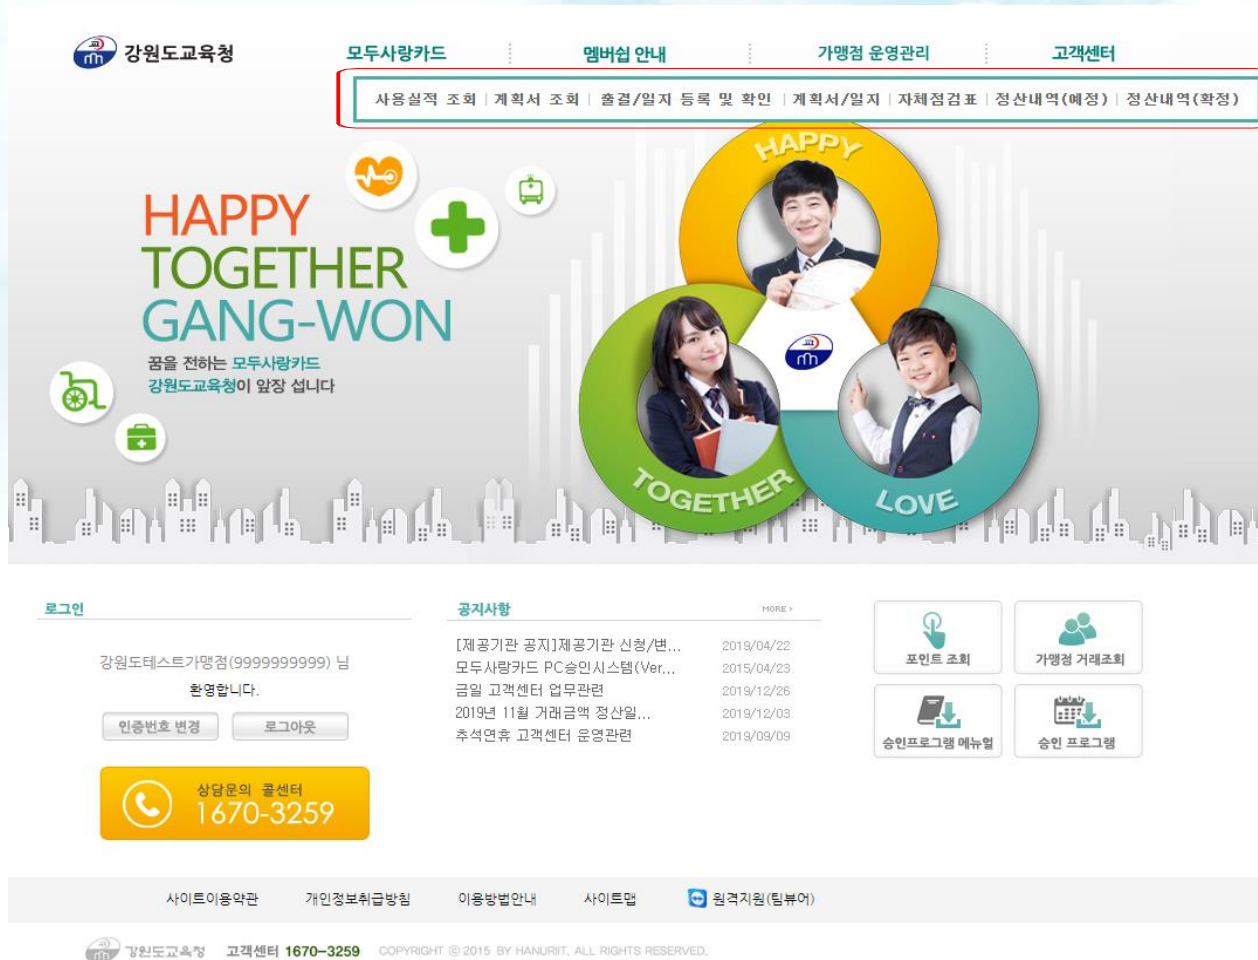 강원도교육청
모두사랑카드 멤버쉽 안내 가맹점 운영관리 고객센터
사용실적 조회 | 계획서 조회 | 출결/일지 등록 및 확인 | 계획서/일지 | 자체점검표 | 정산내역(예정) | 정산내역(확정)
HAPPY
TOGETHER
GANG-WON
꿈을 전하는 모두사랑카드
강원도교육청이 앞장 섭니다
HAPPY
TOGETHER
LOVE
로그인
강원도테스트가맹점(9999999999) 님
환영합니다.
인증번호 변경 로그아웃
상담문의 콜센터
1670-3259
공지사항 MORE >
[제공기관 공지]제공기관 신청/변... 2019/04/22
모두사랑카드 PC승인시스템(Ver... 2015/04/23
금일 고객센터 업무관련 2019/12/26
2019년 11월 거래금액 정산일... 2019/12/03
추석연휴 고객센터 운영관련 2019/09/09
포인트 조회 가맹점 거래조회
승인프로그램 메뉴얼 승인 프로그램
사이트이용약관 개인정보취급방침 이용방법안내 사이트맵 원격지원(팀뷰어)
강원도교육청 고객센터 1670-3259 COPYRIGHT © 2015 BY HANURIIT, ALL RIGHTS RESERVED.